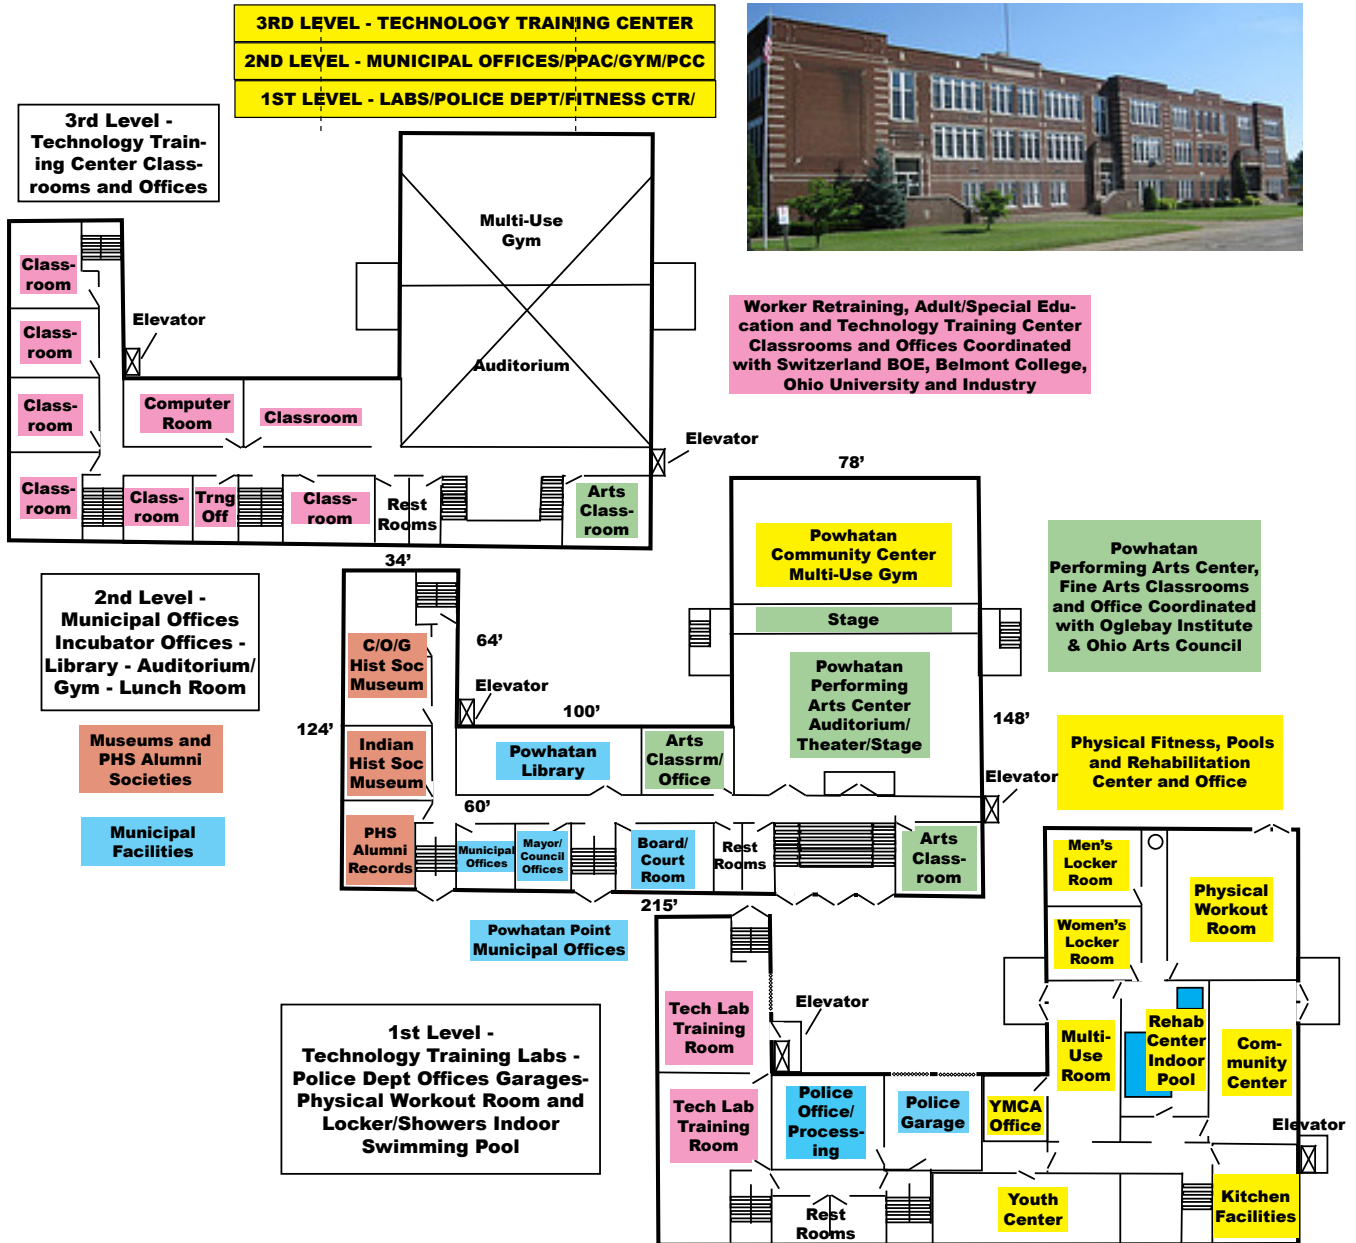 3RD LEVEL - TECHNOLOGY TRAINING CENTER
2ND LEVEL - MUNICIPAL OFFICES/PPAC/GYM/PCC
1ST LEVEL - LABS/POLICE DEPT/FITNESS CTR/
3rd Level -
Technology Train-
ing Center Class-
rooms and Offices
Multi-Use
Gym
Auditorium
Class-
room
Class-
room
Class-
room
Class-
room
Elevator
Computer
Room
Classroom
Class-
room
Trng
Off
Class-
room
Rest
Rooms
Arts
Class-
room
Elevator
Worker Retraining, Adult/Special Edu-
cation and Technology Training Center
Classrooms and Offices Coordinated
with Switzerland BOE, Belmont College,
Ohio University and Industry
2nd Level -
Municipal Offices
Incubator Offices -
Library - Auditorium/
Gym - Lunch Room
Museums and
PHS Alumni
Societies
Municipal
Facilities
34'
64'
124'
100'
60'
78'
148'
215'
C/O/G
Hist Soc
Museum
Indian
Hist Soc
Museum
PHS
Alumni
Records
Elevator
Powhatan
Library
Arts
Classrm/
Office
Municipal
Offices
Mayor/
Council
Offices
Board/
Court
Room
Rest
Rooms
Arts
Class-
room
Powhatan
Community Center
Multi-Use Gym
Stage
Powhatan
Performing
Arts Center
Auditorium/
Theater/Stage
Elevator
Powhatan
Performing Arts Center,
Fine Arts Classrooms
and Office Coordinated
with Oglebay Institute
& Ohio Arts Council
Physical Fitness, Pools
and Rehabilitation
Center and Office
Powhatan Point
Municipal Offices
1st Level -
Technology Training Labs -
Police Dept Offices Garages-
Physical Workout Room and
Locker/Showers Indoor
Swimming Pool
Tech Lab
Training
Room
Tech Lab
Training
Room
Elevator
Police
Office/
Process-
ing
Police
Garage
YMCA
Office
Rest
Rooms
Youth
Center
Men's
Locker
Room
Women's
Locker
Room
Physical
Workout
Room
Multi-
Use
Room
Rehab
Center
Indoor
Pool
Com-
munity
Center
Elevator
Kitchen
Facilities